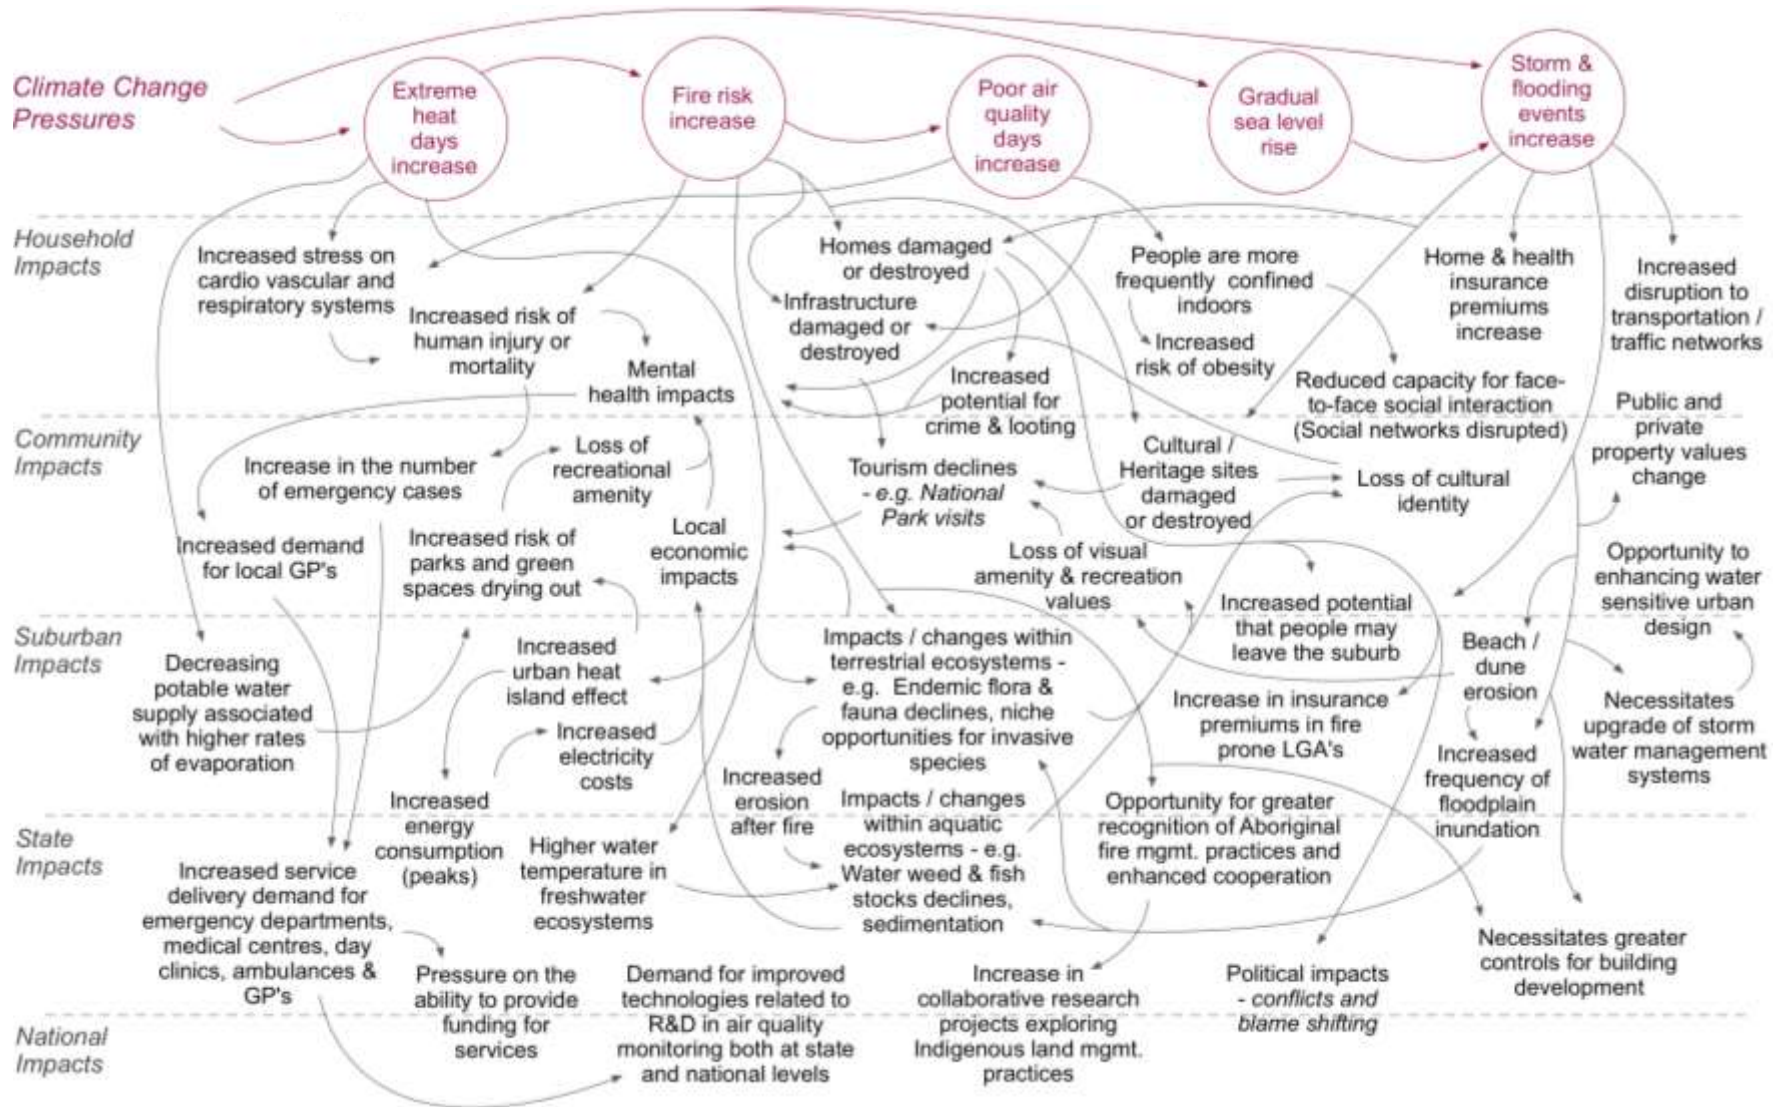 Climate Change
Pressures
Extreme
heat
days
increase
Fire risk
increase
Poor air
quality
days
increase
Gradual
sea level
rise
Storm &
flooding
events
increase
Household
Impacts
Increased stress on
cardio vascular and
respiratory systems
Increased risk of
human injury or
mortality
Mental
health impacts
Homes damaged
or destroyed
Infrastructure
damaged or
destroyed
Increased
potential for
crime & looting
People are more
frequently confined
indoors
Increased
risk of obesity
Reduced capacity for face-
to-face social interaction
(Social networks disrupted)
Home & health
insurance
premiums
increase
Increased
disruption to
transportation /
traffic networks
Public and
private
property values
change
Community
Impacts
Increase in the number
of emergency cases
Loss of
recreational
amenity
Increased demand
for local GP's
Increased risk of
parks and green
spaces drying out
Local
economic
impacts
Tourism declines
- e.g. National
Park visits
Cultural /
Heritage sites
damaged
or destroyed
Loss of cultural
identity
Loss of visual
amenity & recreation
values
Increased potential
that people may
leave the suburb
Opportunity to
enhancing water
sensitive urban
design
Suburban
Impacts
Decreasing
potable water
supply associated
with higher rates
of evaporation
Increased
urban heat
island effect
Increased
electricity
costs
Increased
energy
consumption
(peaks)
Impacts / changes within
terrestrial ecosystems -
e.g. Endemic flora &
fauna declines, niche
opportunities for invasive
species
Increased
erosion
after fire
Increase in insurance
premiums in fire
prone LGA's
Beach /
dune
erosion
Increased
frequency of
floodplain
inundation
Necessitates
upgrade of storm
water management
systems
State
Impacts
Increased service
delivery demand for
emergency departments,
medical centres, day
clinics, ambulances &
GP's
Higher water
temperature in
freshwater
ecosystems
Impacts / changes
within aquatic
ecosystems - e.g.
Water weed & fish
stocks declines,
sedimentation
Opportunity for greater
recognition of Aboriginal
fire mgmt. practices and
enhanced cooperation
Necessitates greater
controls for building
development
Pressure on the
ability to provide
funding for
services
Demand for improved
technologies related to
R&D in air quality
monitoring both at state
and national levels
Increase in
collaborative research
projects exploring
Indigenous land mgmt.
practices
Political impacts
- conflicts and
blame shifting
National
Impacts